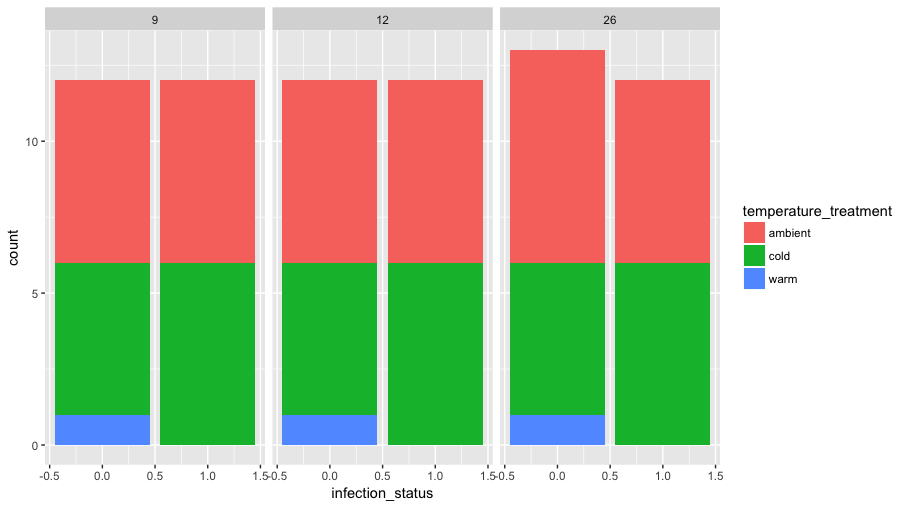 9 12 26
10
5
0
count
-0.5 0.0 0.5 1.0 1.5 -0.5 0.0 0.5 1.0 1.5 -0.5 0.0 0.5 1.0 1.5
infection_status
temperature_treatment
ambient
cold
warm